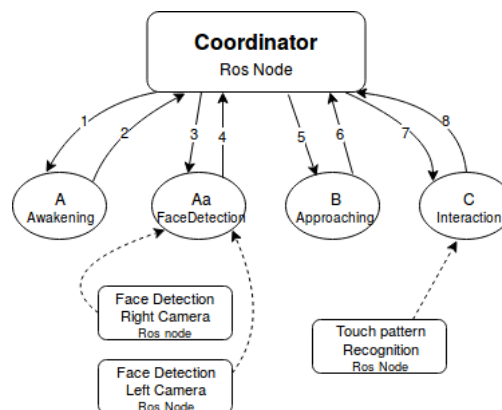 Coordinator
Ros Node
1
2
3
4
5
6
7
8
A
Awakening
Aa
FaceDetection
B
Approaching
C
Interaction
Face Detection
Right Camera
Ros node
Face Detection
Left Camera
Ros Node
Touch pattern
Recognition
Ros Node